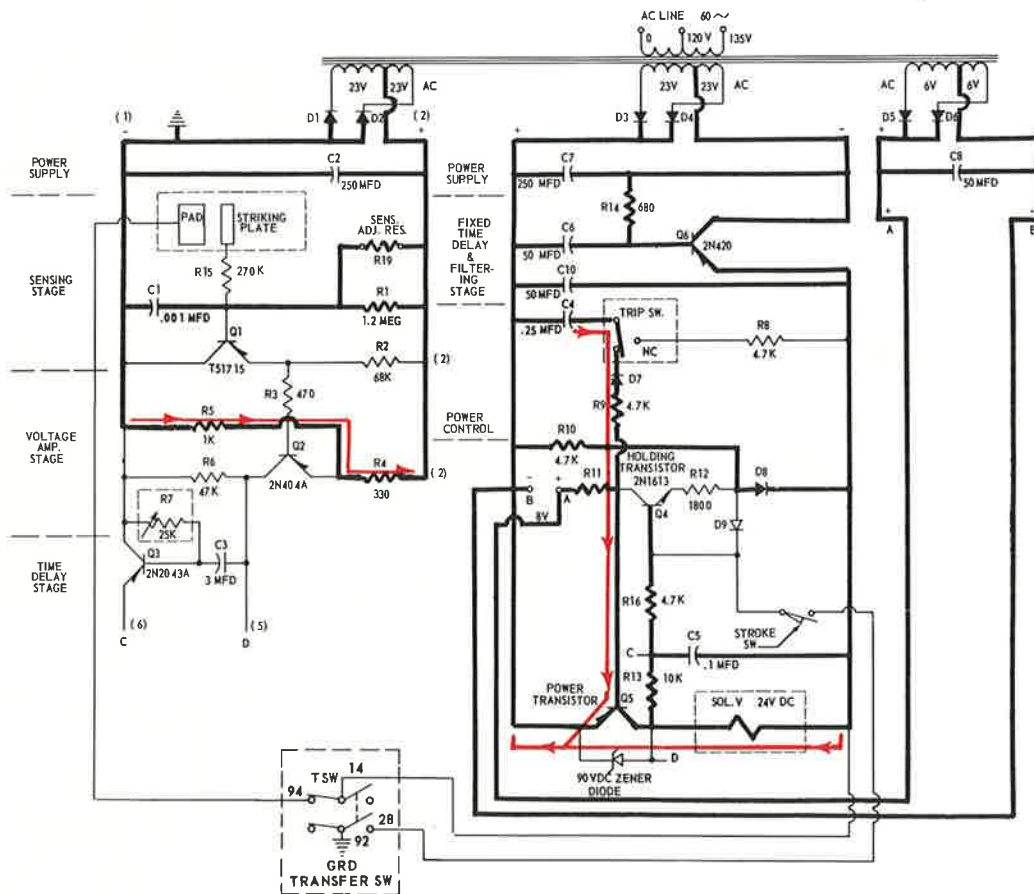 AC LINE 60 ~
0 120 V 135V
23V 23V AC
23V 23V AC
AC 6V 6V
D1 D2
D3 D4
D5 D6
(1) (2)
- +
+ -
+ -
POWER
SUPPLY
C2
250 MFD
POWER
SUPPLY
C7
250 MFD
C8
50 MFD
R14 680
PAD
STRIKING
PLATE
SENS.
ADJ. RES.
R19
FIXED
TIME
DELAY
&
FILTER-
ING
STAGE
C6
50 MFD
Q6
2N420
+
A
-
B
SENSING
STAGE
R15 270 K
C1
.001 MFD
R1
1.2 MEG
C10
50MFD
C4
.25 MFD
TRIP SW.
NC
R8
4.7K
Q1
TS1715
R2
68K
(2)
R3 470
D7
R9 4.7K
POWER
CONTROL
VOLTAGE
AMP.
STAGE
R5
1K
Q2
2N404A
R4
330
(2)
R6
47K
R10
4.7K
HOLDING
TRANSISTOR
2N1613
R11
R12
1800
D8
- +
B A
8V
Q4
D9
R7
25K
Q3
2N2043A
C3
3 MFD
TIME
DELAY
STAGE
C (6)
(5) D
R16 4.7K
STROKE
SW.
C
C5
.1 MFD
R13 10K
POWER
TRANSISTOR
Q5
SOL. V 24V DC
90 VDC ZENER
DIODE
D
TSW 14
94
28
92
GRD
TRANSFER SW